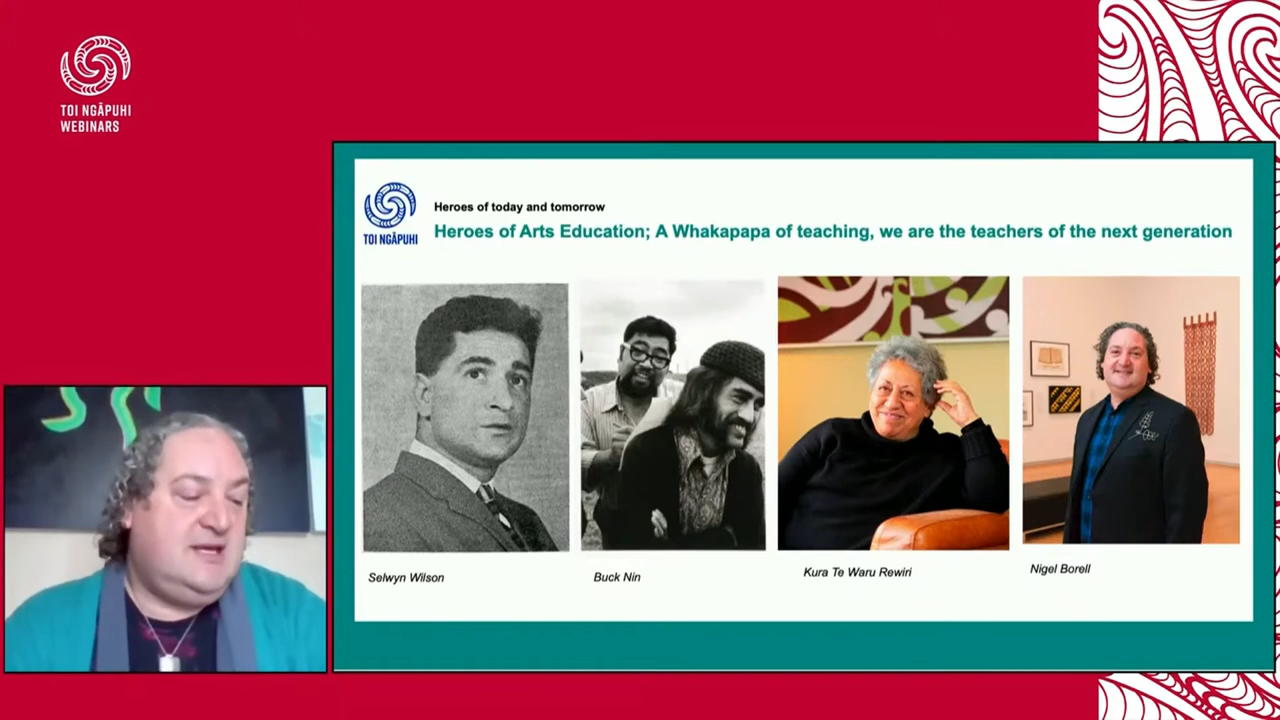 TOI NGĀPUHI
WEBINARS
TOI NGĀPUHI
Heroes of today and tomorrow
Heroes of Arts Education; A Whakapapa of teaching, we are the teachers of the next generation
Selwyn Wilson
Buck Nin
Kura Te Waru Rewiri
Nigel Borell